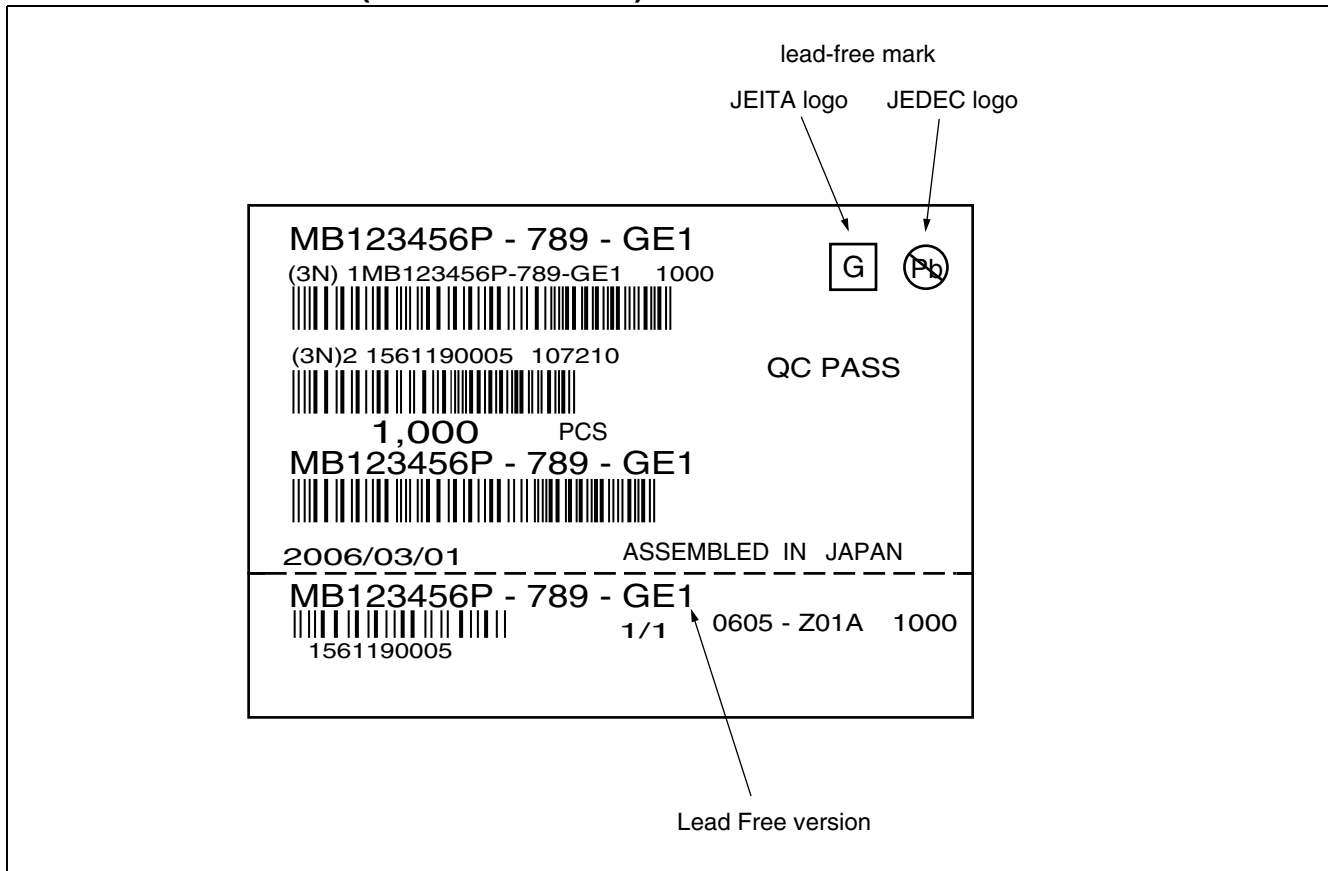 lead-free mark
JEITA logo JEDEC logo
MB123456P - 789 - GE1
(3N) 1MB123456P-789-GE1 1000
G Pb
(3N)2 1561190005 107210
QC PASS
1,000 PCS
MB123456P - 789 - GE1
2006/03/01 ASSEMBLED IN JAPAN
MB123456P - 789 - GE1
1/1 0605 - Z01A 1000
1561190005
Lead Free version